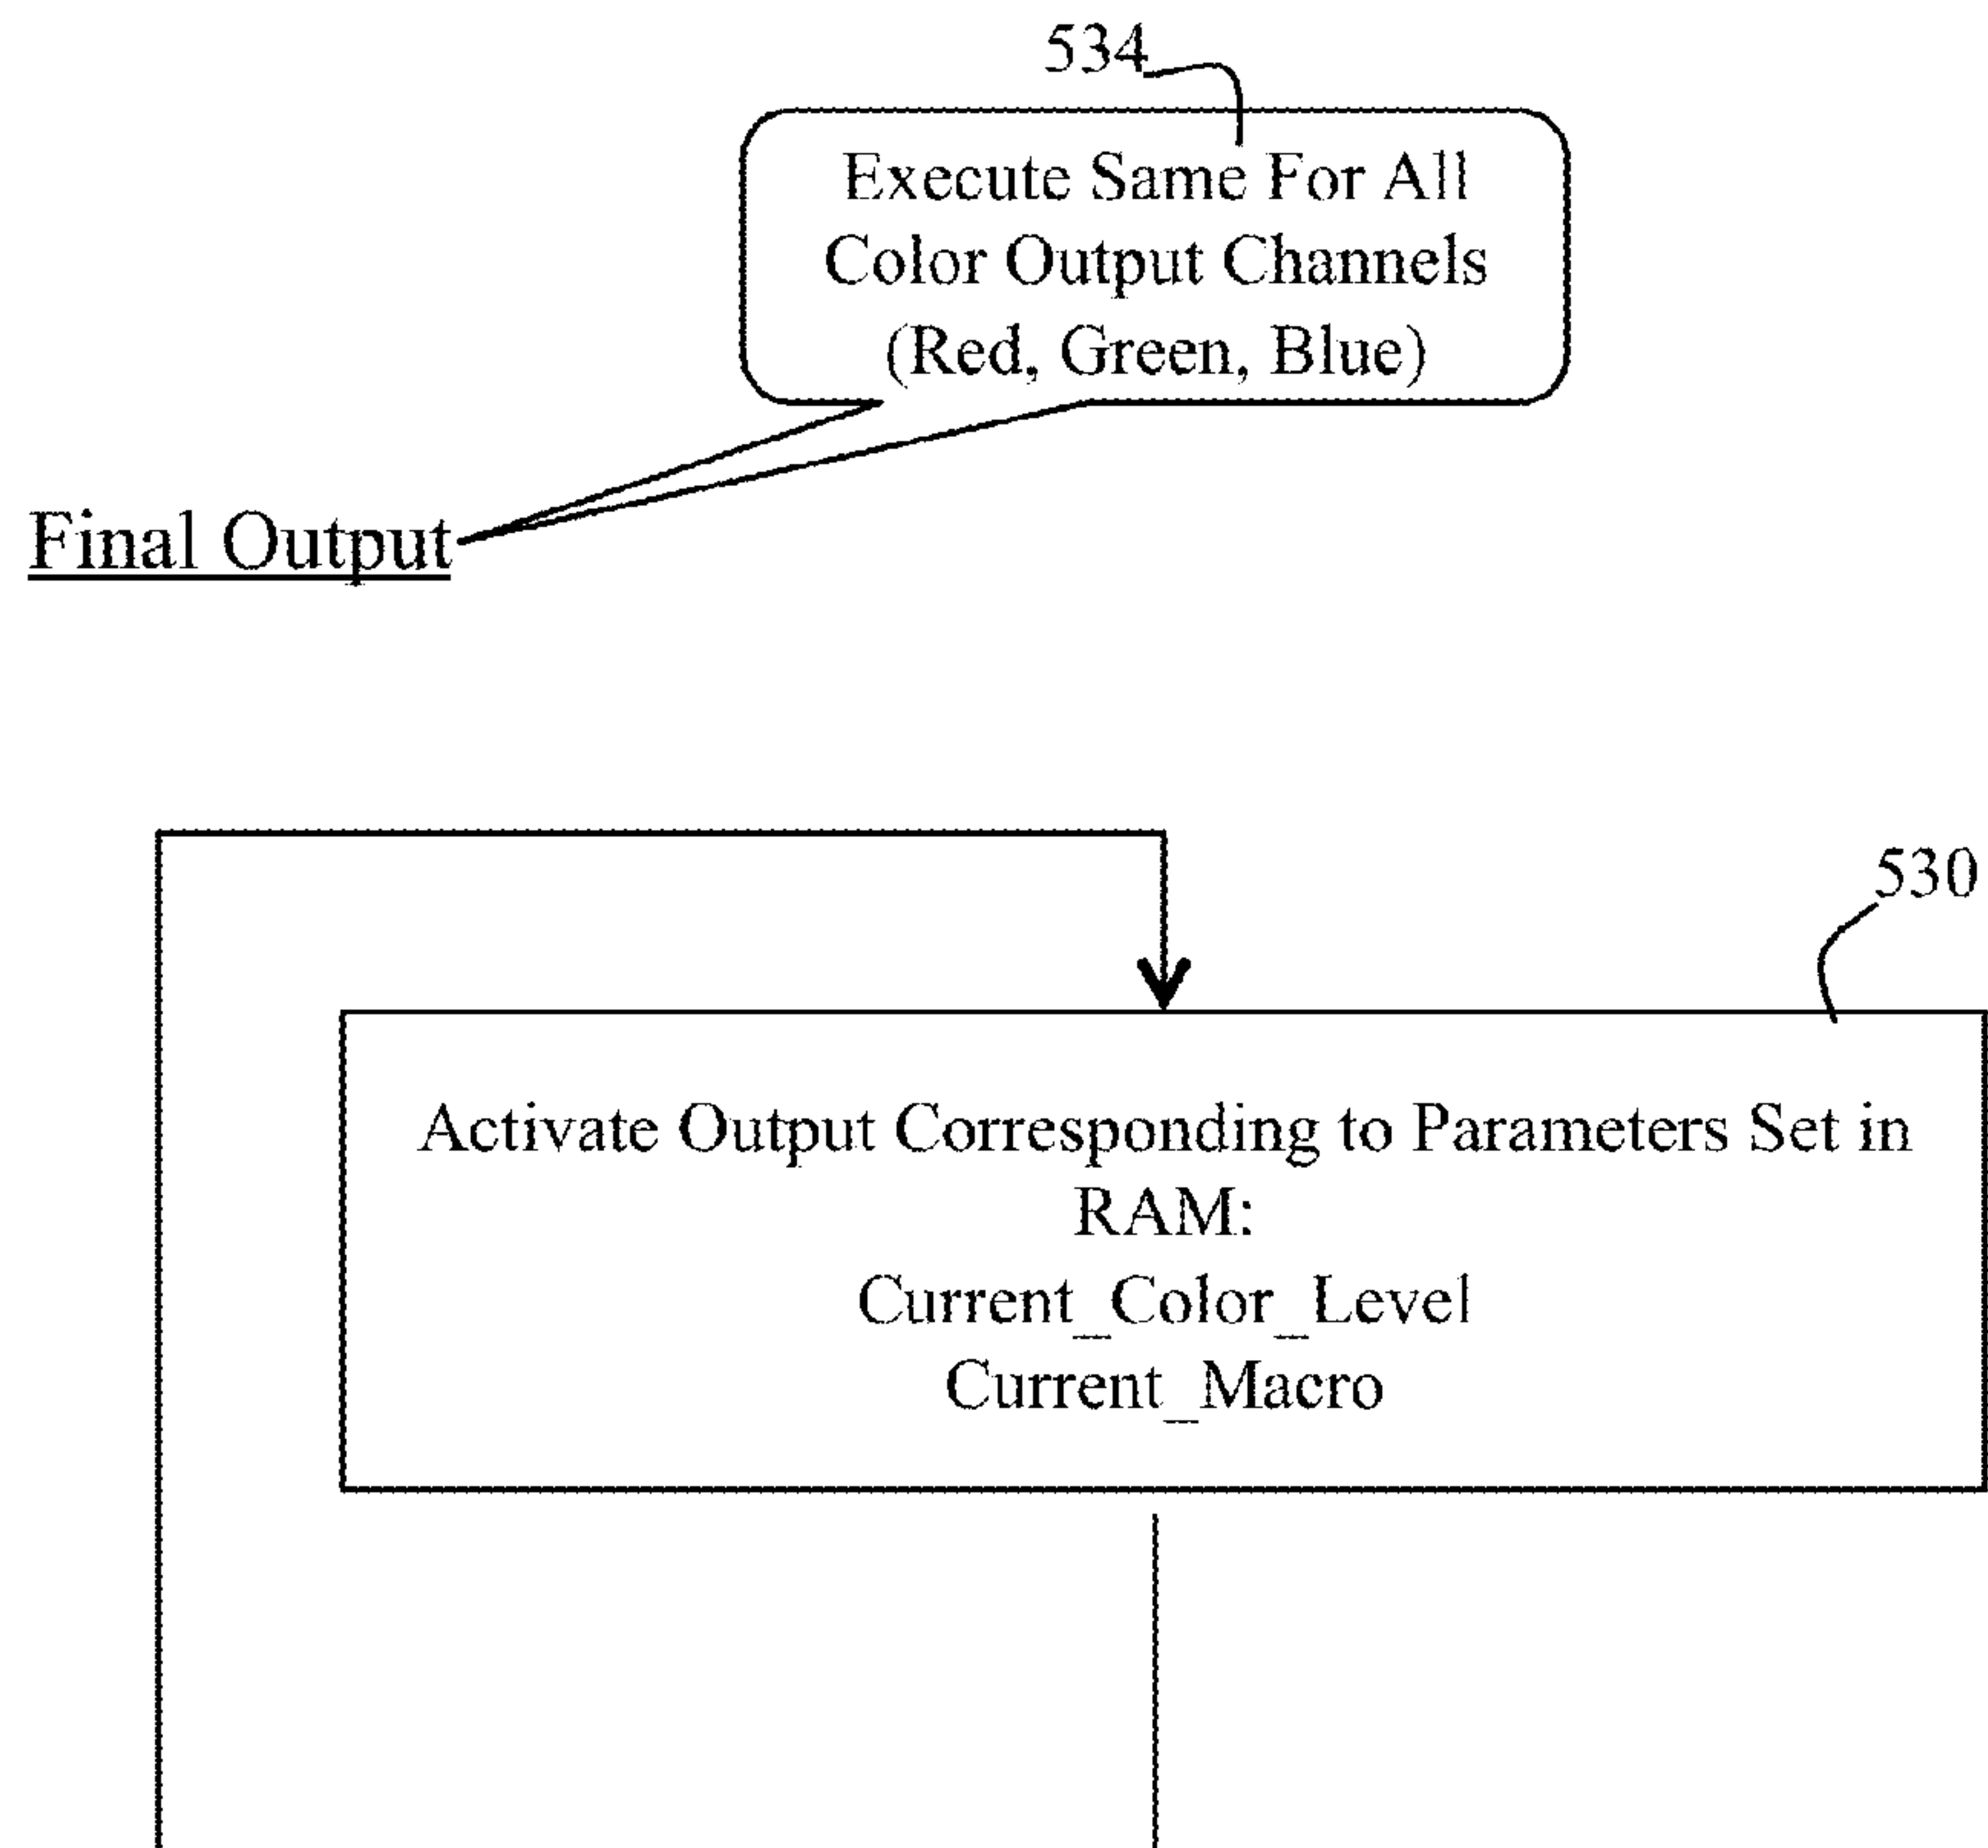 534
Execute Same For All
Color Output Channels
(Red, Green, Blue)
Final Output
530
Activate Output Corresponding to Parameters Set in
RAM:
Current_Color_Level
Current_Macro